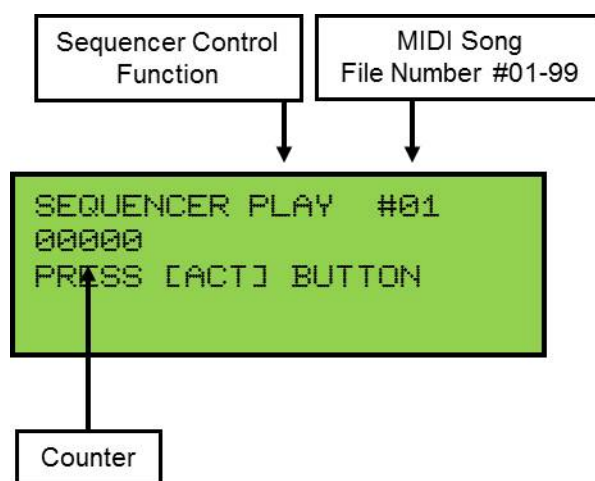 Sequencer Control
Function
MIDI Song
File Number #01-99
SEQUENCER PLAY #01
00000
PRESS [ACT] BUTTON
Counter